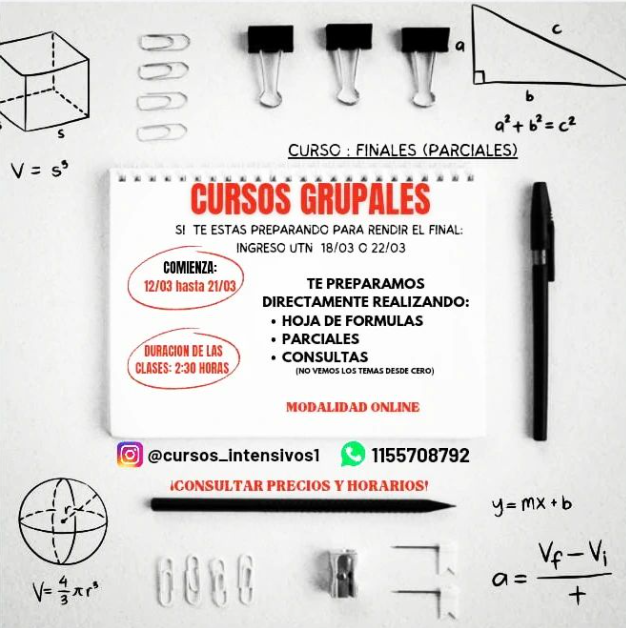 a
c
b
a² + b² = c²
s
s
V = s³
CURSO : FINALES (PARCIALES)
CURSOS GRUPALES
SI TE ESTAS PREPARANDO PARA RENDIR EL FINAL:
INGRESO UTN 18/03 O 22/03
COMIENZA:
12/03 hasta 21/03
TE PREPARAMOS
DIRECTAMENTE REALIZANDO:
• HOJA DE FORMULAS
• PARCIALES
• CONSULTAS
(NO VEMOS LOS TEMAS DESDE CERO)
DURACION DE LAS
CLASES: 2:30 HORAS
MODALIDAD ONLINE
@cursos_intensivos1 1155708792
¡CONSULTAR PRECIOS Y HORARIOS!
r
V= 4/3 π r³
y= mx + b
a = Vf – Vi / t